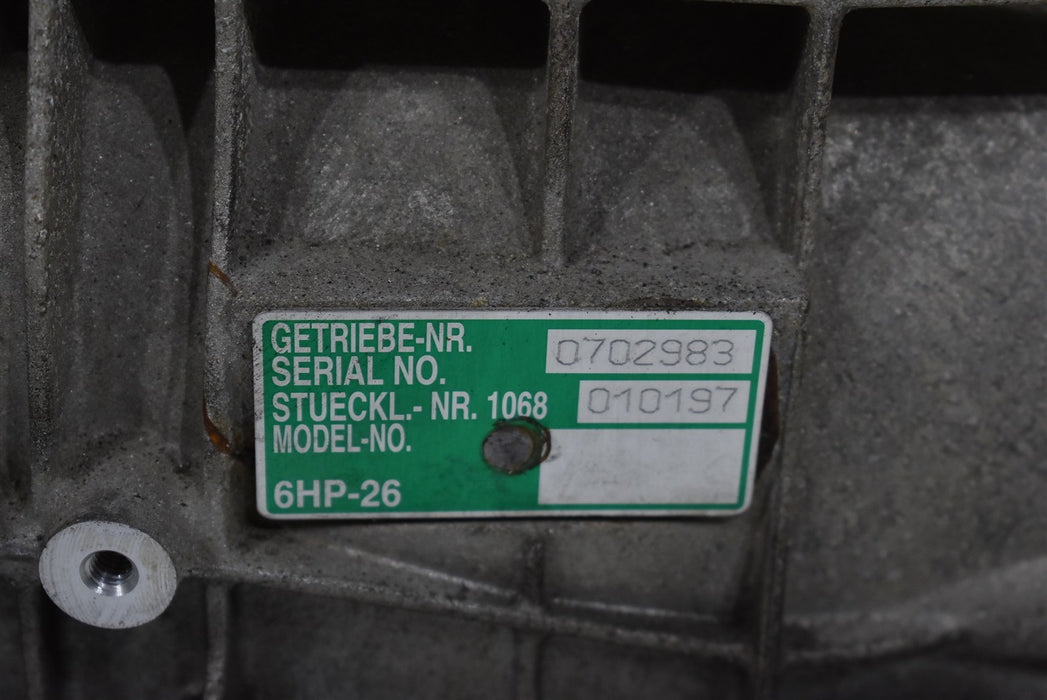 GETRIEBE-NR.
SERIAL NO. 0702983
STUECKL.- NR. 1068 010197
MODEL-NO.
6HP-26